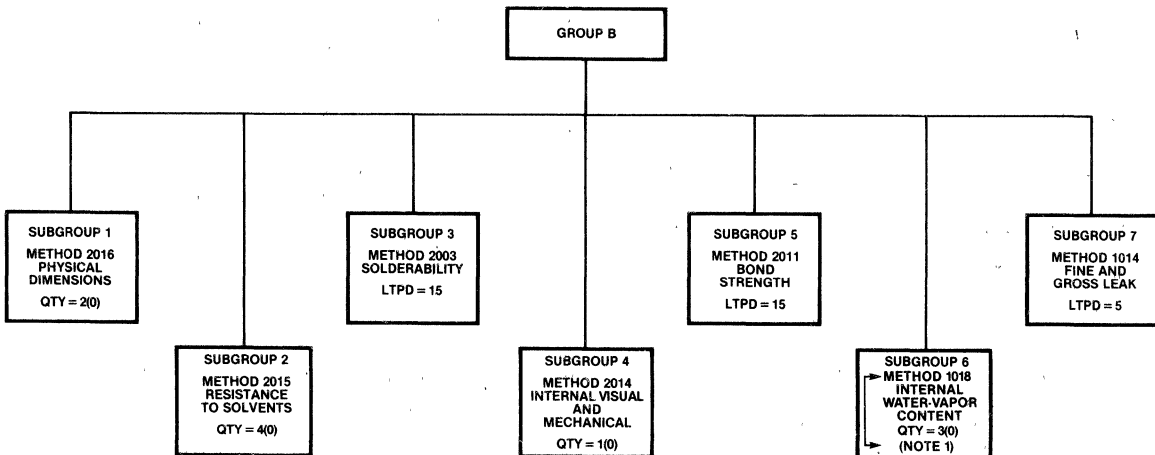 GROUP B
SUBGROUP 1
METHOD 2016
PHYSICAL
DIMENSIONS
QTY = 2(0)
SUBGROUP 2
METHOD 2015
RESISTANCE
TO SOLVENTS
QTY = 4(0)
SUBGROUP 3
METHOD 2003
SOLDERABILITY
LTPD = 15
SUBGROUP 4
METHOD 2014
INTERNAL VISUAL
AND
MECHANICAL
QTY = 1(0)
SUBGROUP 5
METHOD 2011
BOND
STRENGTH
LTPD = 15
SUBGROUP 6
METHOD 1018
INTERNAL
WATER-VAPOR
CONTENT
QTY = 3(0)
(NOTE 1)
SUBGROUP 7
METHOD 1014
FINE AND
GROSS LEAK
LTPD = 5